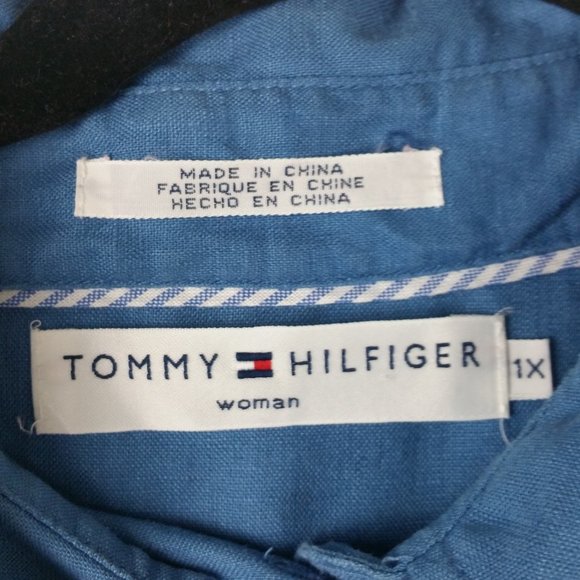 MADE IN CHINA
FABRIQUE EN CHINE
HECHO EN CHINA
TOMMY HILFIGER 1X
woman